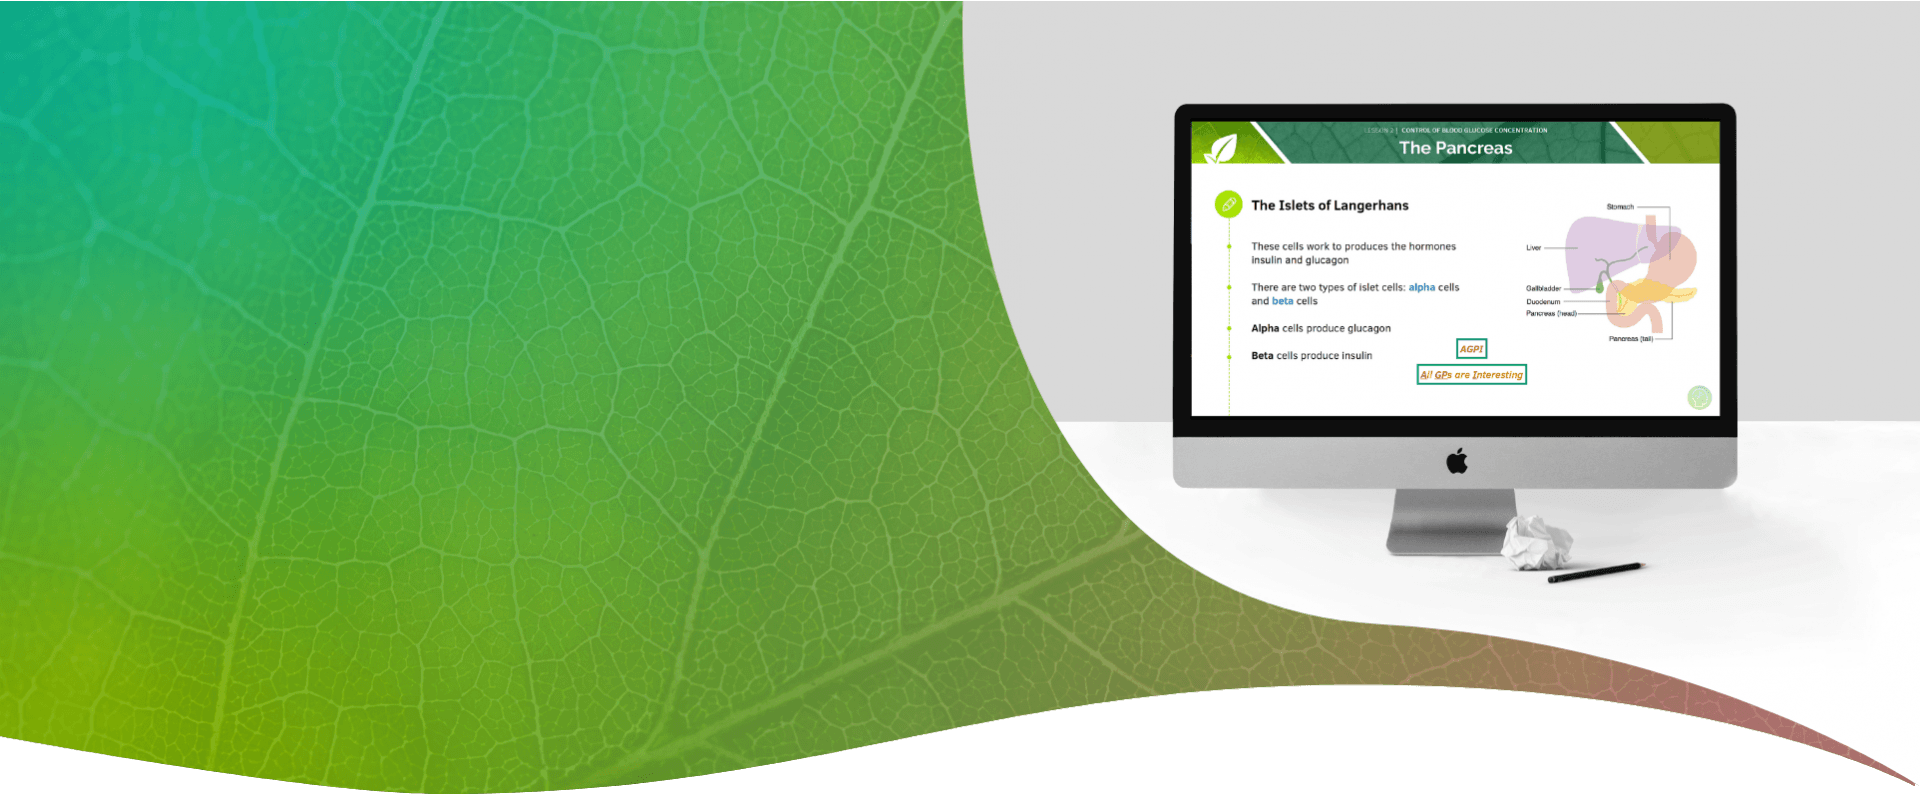 LESSON 2 | CONTROL OF BLOOD GLUCOSE CONCENTRATION
The Pancreas
The Islets of Langerhans
These cells work to produces the hormones
insulin and glucagon
There are two types of islet cells: alpha cells
and beta cells
Alpha cells produce glucagon
Beta cells produce insulin
AGPI
All GPs are Interesting
Stomach
Liver
Gallbladder
Duodenum
Pancreas (head)
Pancreas (tail)